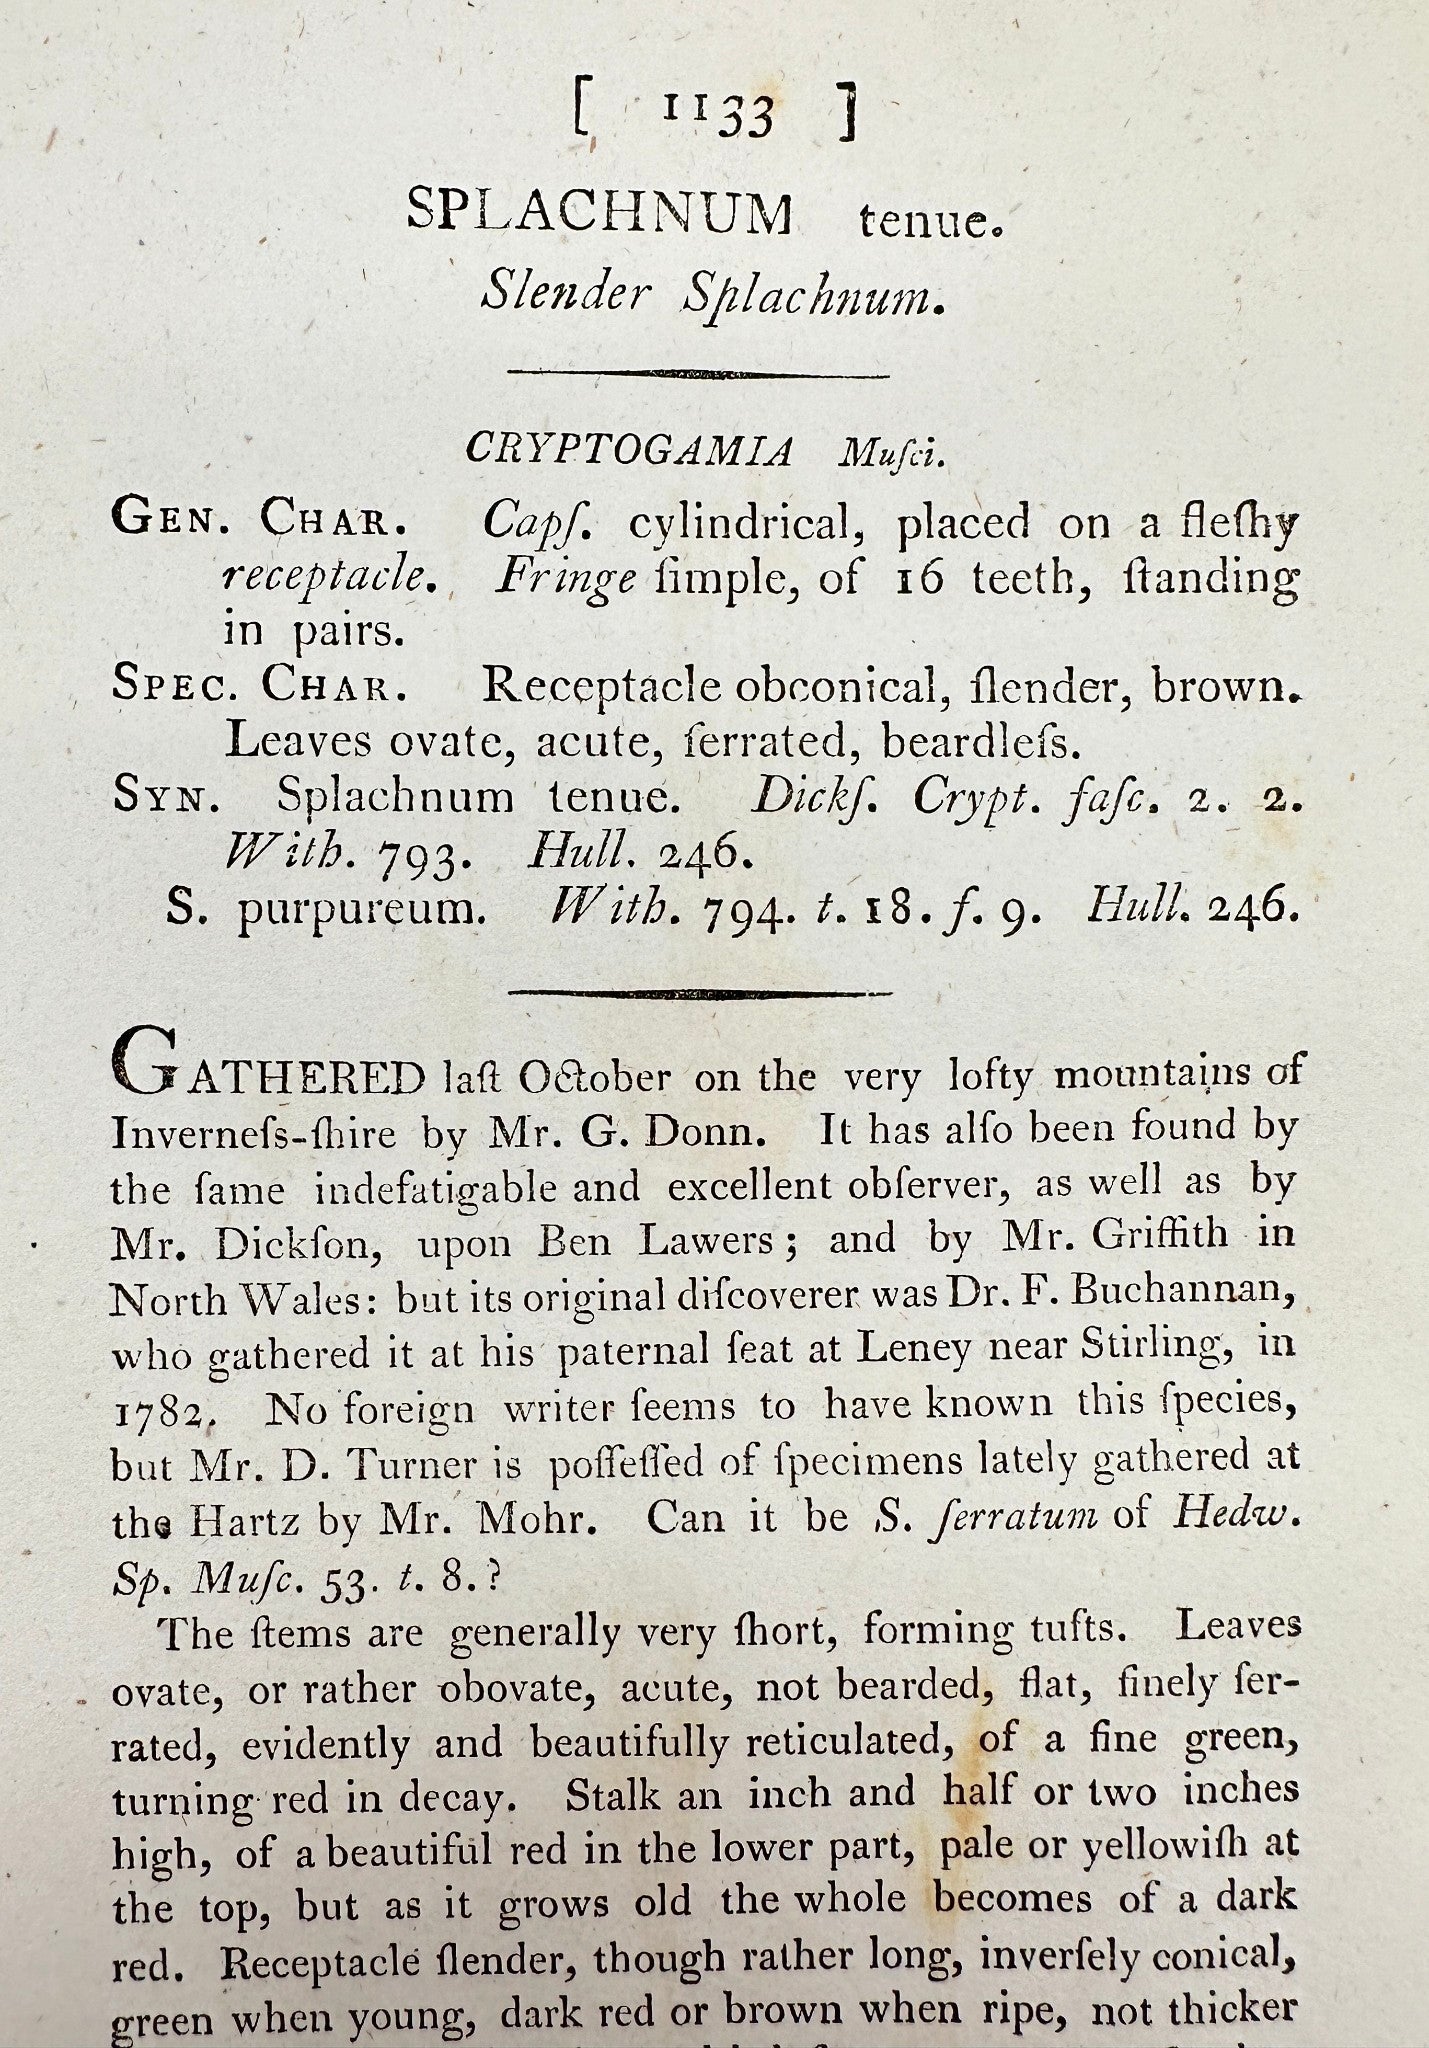 [ 1133 ]
SPLACHNUM tenue.
Slender Splachnum.
CRYPTOGAMIA Muſci.
GEN. CHAR. Capſ. cylindrical, placed on a fleſhy
receptacle. Fringe ſimple, of 16 teeth, ſtanding
in pairs.
SPEC. CHAR. Receptacle obconical, ſlender, brown.
Leaves ovate, acute, ſerrated, beardleſs.
SYN. Splachnum tenue. Dickſ. Crypt. faſc. 2. 2.
With. 793. Hull. 246.
S. purpureum. With. 794. t. 18. f. 9. Hull. 246.
GATHERED laſt October on the very lofty mountains of
Inverneſs-ſhire by Mr. G. Donn. It has alſo been found by
the ſame indefatigable and excellent obſerver, as well as by
Mr. Dickſon, upon Ben Lawers; and by Mr. Griffith in
North Wales: but its original diſcoverer was Dr. F. Buchannan,
who gathered it at his paternal ſeat at Leney near Stirling, in
1782. No foreign writer ſeems to have known this ſpecies,
but Mr. D. Turner is poſſeſſed of ſpecimens lately gathered at
the Hartz by Mr. Mohr. Can it be S. ſerratum of Hedw.
Sp. Muſc. 53. t. 8.?
The ſtems are generally very ſhort, forming tufts. Leaves
ovate, or rather obovate, acute, not bearded, flat, finely ſer-
rated, evidently and beautifully reticulated, of a fine green,
turning red in decay. Stalk an inch and half or two inches
high, of a beautiful red in the lower part, pale or yellowiſh at
the top, but as it grows old the whole becomes of a dark
red. Receptacle ſlender, though rather long, inverſely conical,
green when young, dark red or brown when ripe, not thicker